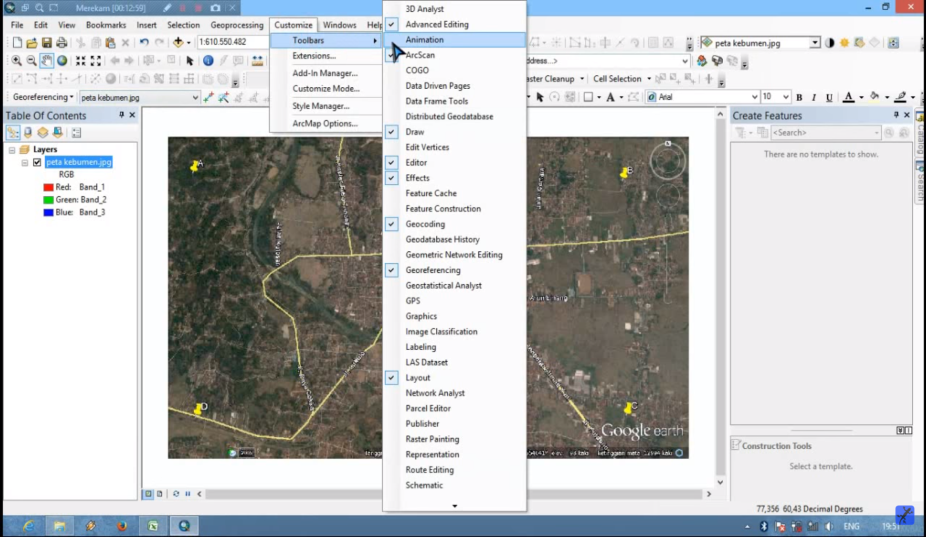 Merekam [00:12:59]
File Edit View Bookmarks Insert Selection Geoprocessing Customize Windows Help
1:610.550.482
peta kebumen.jpg
Cell Selection
Georeferencing peta kebumen.jpg
Arial 10 B I U A
Toolbars
Extensions...
Add-In Manager...
Customize Mode...
Style Manager...
ArcMap Options...
3D Analyst
Advanced Editing
Animation
ArcScan
COGO
Data Driven Pages
Data Frame Tools
Distributed Geodatabase
Draw
Edit Vertices
Editor
Effects
Feature Cache
Feature Construction
Geocoding
Geodatabase History
Geometric Network Editing
Georeferencing
Geostatistical Analyst
GPS
Graphics
Image Classification
Labeling
LAS Dataset
Layout
Network Analyst
Parcel Editor
Publisher
Raster Painting
Representation
Route Editing
Schematic
Table Of Contents
Layers
peta kebumen.jpg
RGB
Red: Band_1
Green: Band_2
Blue: Band_3
A
B
C
D
Google earth
Create Features
<Search>
There are no templates to show.
Construction Tools
Select a template.
Catalog
Search
77,356 60,43 Decimal Degrees
ENG 19:51